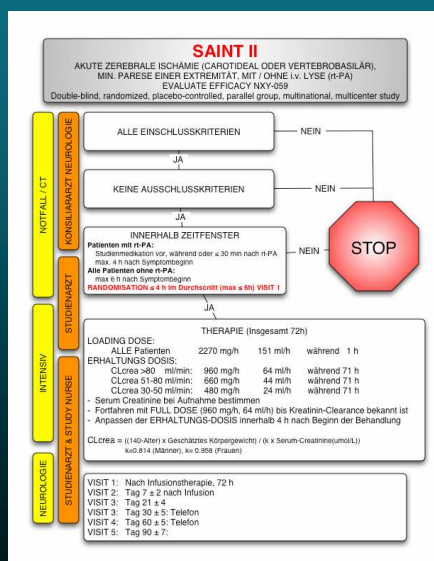 SAINT II
AKUTE ZEREBRALE ISCHÄMIE (CAROTIDEAL ODER VERTEBROBASILÄR),
MIN. PARESE EINER EXTREMITÄT, MIT / OHNE i.v. LYSE (rt-PA)
EVALUATE EFFICACY NXY-059
Double-blind, randomized, placebo-controlled, parallel group, multinational, multicenter study
NOTFALL / CT
KONSILIARARZT NEUROLOGIE
ALLE EINSCHLUSSKRITERIEN
NEIN
JA
KEINE AUSSCHLUSSKRITERIEN
NEIN
JA
STUDIENARZT
INNERHALB ZEITFENSTER
Patienten mit rt-PA:
Studienmedikation vor, während oder ≤ 30 min nach rt-PA
max. 4 h nach Symptombeginn
Alle Patienten ohne rt-PA:
max 6 h nach Symptombeginn
RANDOMISATION ≤ 4 h im Durchschnitt (max ≤ 6h) VISIT 1
NEIN
STOP
JA
INTENSIV
STUDIENARZT & STUDY NURSE
THERAPIE (Insgesamt 72h)
LOADING DOSE:
ALLE Patienten 2270 mg/h 151 ml/h während 1 h
ERHALTUNGS DOSIS:
CLcrea >80 ml/min: 960 mg/h 64 ml/h während 71 h
CLcrea 51-80 ml/min: 660 mg/h 44 ml/h während 71 h
CLcrea 30-50 ml/min: 480 mg/h 24 ml/h während 71 h
- Serum Creatinine bei Aufnahme bestimmen
- Fortfahren mit FULL DOSE (960 mg/h, 64 ml/h) bis Kreatinin-Clearance bekannt ist
- Anpassen der ERHALTUNGS-DOSIS innerhalb 4 h nach Beginn der Behandlung
CLcrea = ((140-Alter) x Geschätztes Körpergewicht) / (k x Serum-Creatinine(umol/L))
k=0.814 (Männer), k= 0.958 (Frauen)
NEUROLOGIE
VISIT 1: Nach Infusionstherapie, 72 h
VISIT 2: Tag 7 ± 2 nach Infusion
VISIT 3: Tag 21 ± 4
VISIT 3: Tag 30 ± 5: Telefon
VISIT 4: Tag 60 ± 5: Telefon
VISIT 5: Tag 90 ± 7: